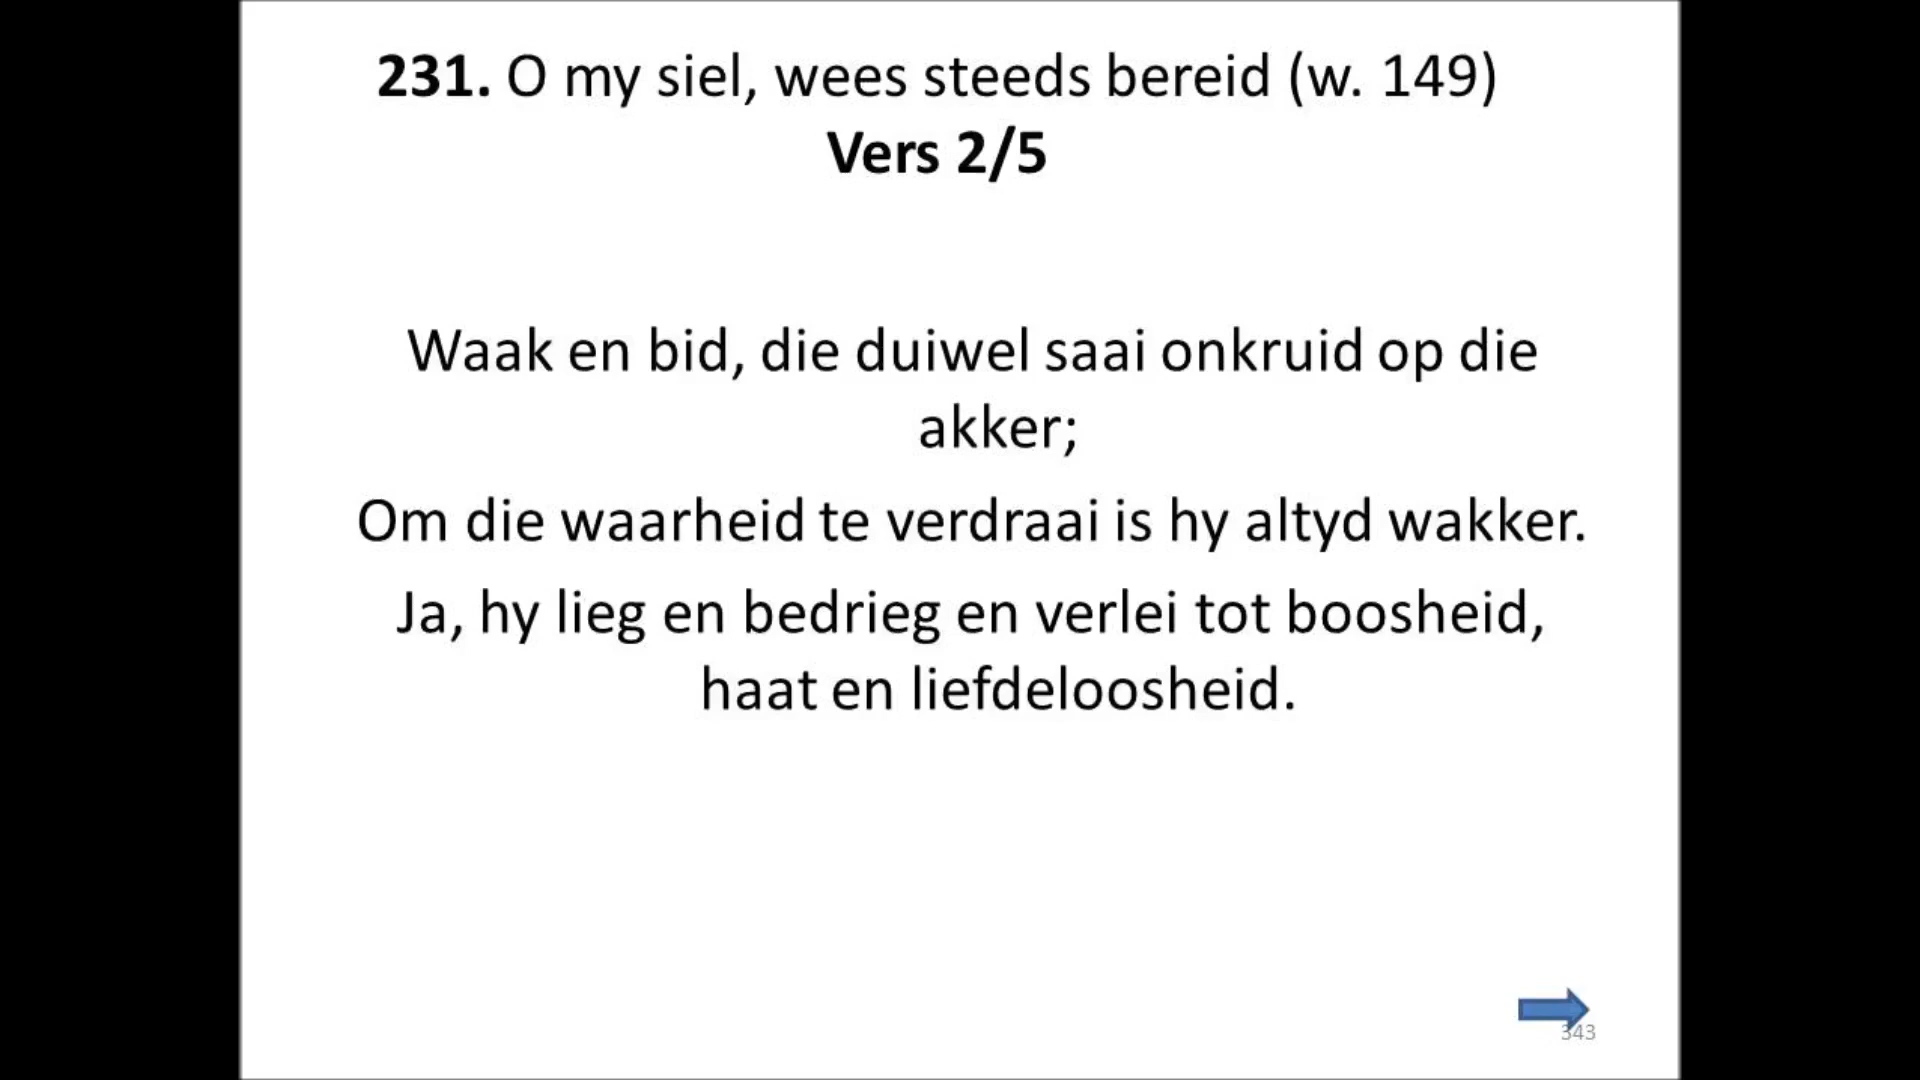 231. O my siel, wees steeds bereid (w. 149)
Vers 2/5
Waak en bid, die duiwel saai onkruid op die
akker;
Om die waarheid te verdraai is hy altyd wakker.
Ja, hy lieg en bedrieg en verlei tot boosheid,
haat en liefdeloosheid.
343